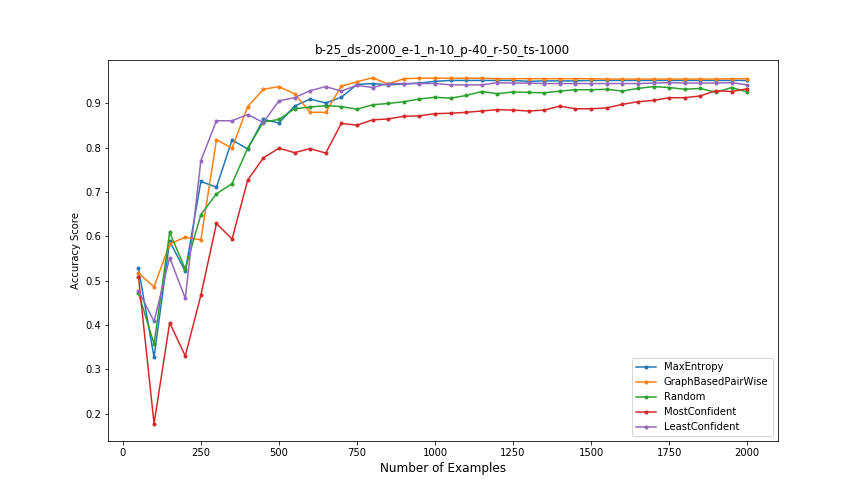 b-25_ds-2000_e-1_n-10_p-40_r-50_ts-1000
Accuracy Score
0.9
0.8
0.7
0.6
0.5
0.4
0.3
0.2
MaxEntropy
GraphBasedPairWise
Random
MostConfident
LeastConfident
0 250 500 750 1000 1250 1500 1750 2000
Number of Examples